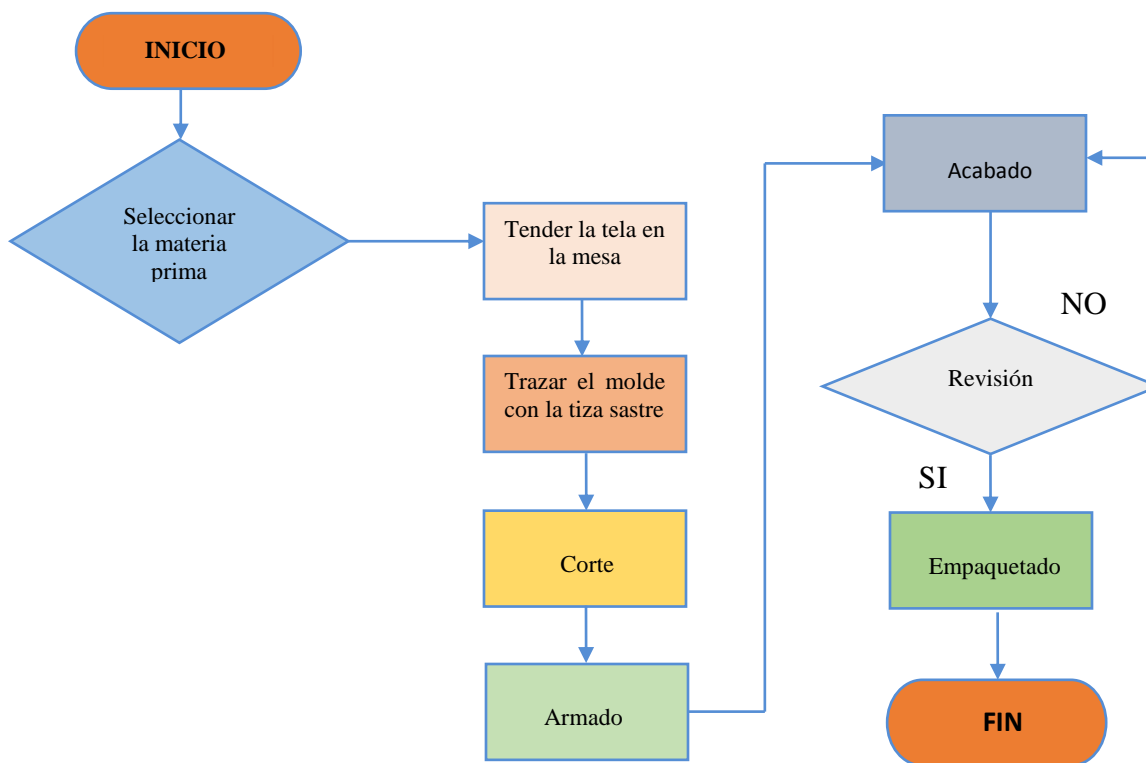 INICIO
Seleccionar
la materia
prima
Tender la tela en
la mesa
Trazar el molde
con la tiza sastre
Corte
Armado
Acabado
NO
Revisión
SI
Empaquetado
FIN